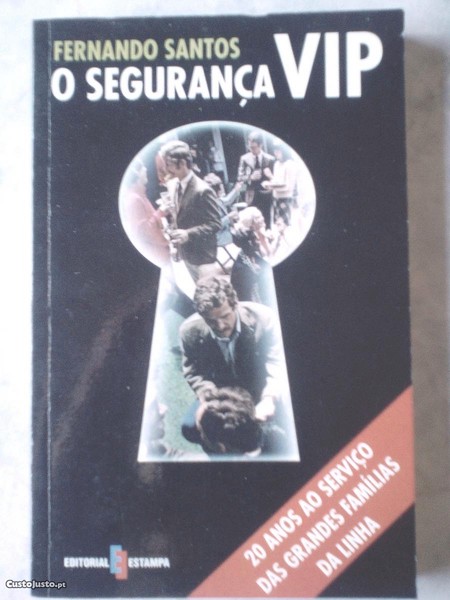 FERNANDO SANTOS
O SEGURANÇA VIP
20 ANOS AO SERVIÇO
DAS GRANDES FAMÍLIAS
DA LINHA
EDITORIAL ESTAMPA
CustoJusto.pt